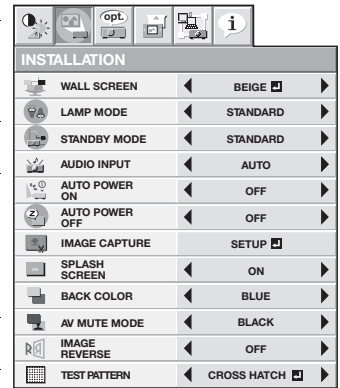 opt.
i
INSTALLATION
WALL SCREEN BEIGE
LAMP MODE STANDARD
STANDBY MODE STANDARD
AUDIO INPUT AUTO
AUTO POWER
ON
OFF
AUTO POWER
OFF
OFF
IMAGE CAPTURE SETUP
SPLASH
SCREEN
ON
BACK COLOR BLUE
AV MUTE MODE BLACK
IMAGE
REVERSE
OFF
TEST PATTERN CROSS HATCH